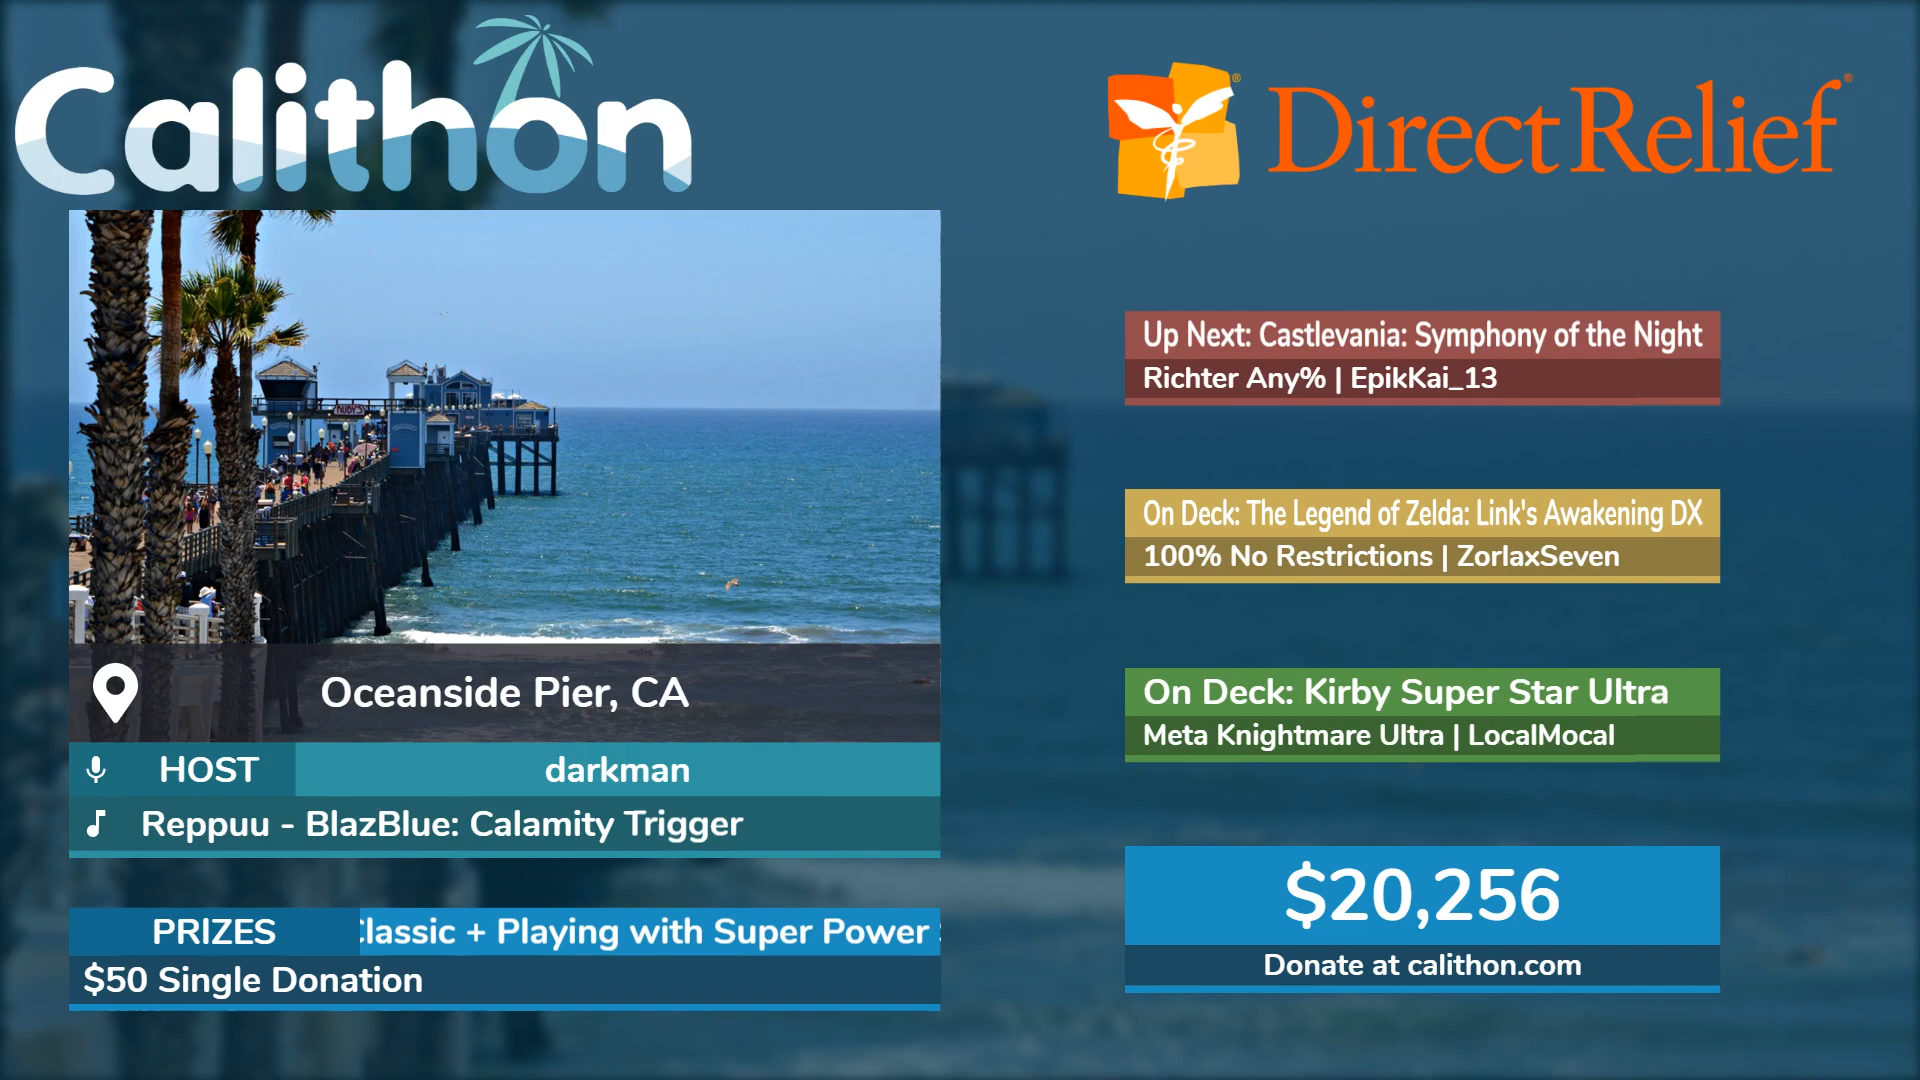 Calithon
Direct Relief
RUBY'S
Oceanside Pier, CA
HOST
darkman
Reppuu - BlazBlue: Calamity Trigger
PRIZES
+ Playing with Super Power
$50 Single Donation
Up Next: Castlevania: Symphony of the Night
Richter Any% | EpikKai_13
On Deck: The Legend of Zelda: Link's Awakening DX
100% No Restrictions | ZorlaxSeven
On Deck: Kirby Super Star Ultra
Meta Knightmare Ultra | LocalMocal
$20,256
Donate at calithon.com